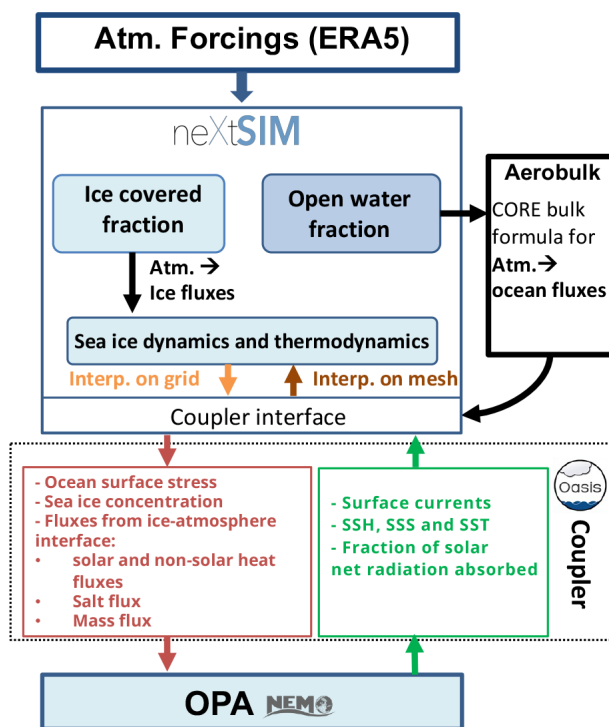 Atm. Forcings (ERA5)
neXtSIM
Ice covered
fraction
Open water
fraction
Aerobulk
CORE bulk
formula for
Atm.→
ocean fluxes
Atm. →
Ice fluxes
Sea ice dynamics and thermodynamics
Interp. on grid
Interp. on mesh
Coupler interface
- Ocean surface stress
- Sea ice concentration
- Fluxes from ice-atmosphere
interface:
• solar and non-solar heat
fluxes
• Salt flux
• Mass flux
- Surface currents
- SSH, SSS and SST
- Fraction of solar
net radiation absorbed
Oasis
Coupler
OPA NEMO